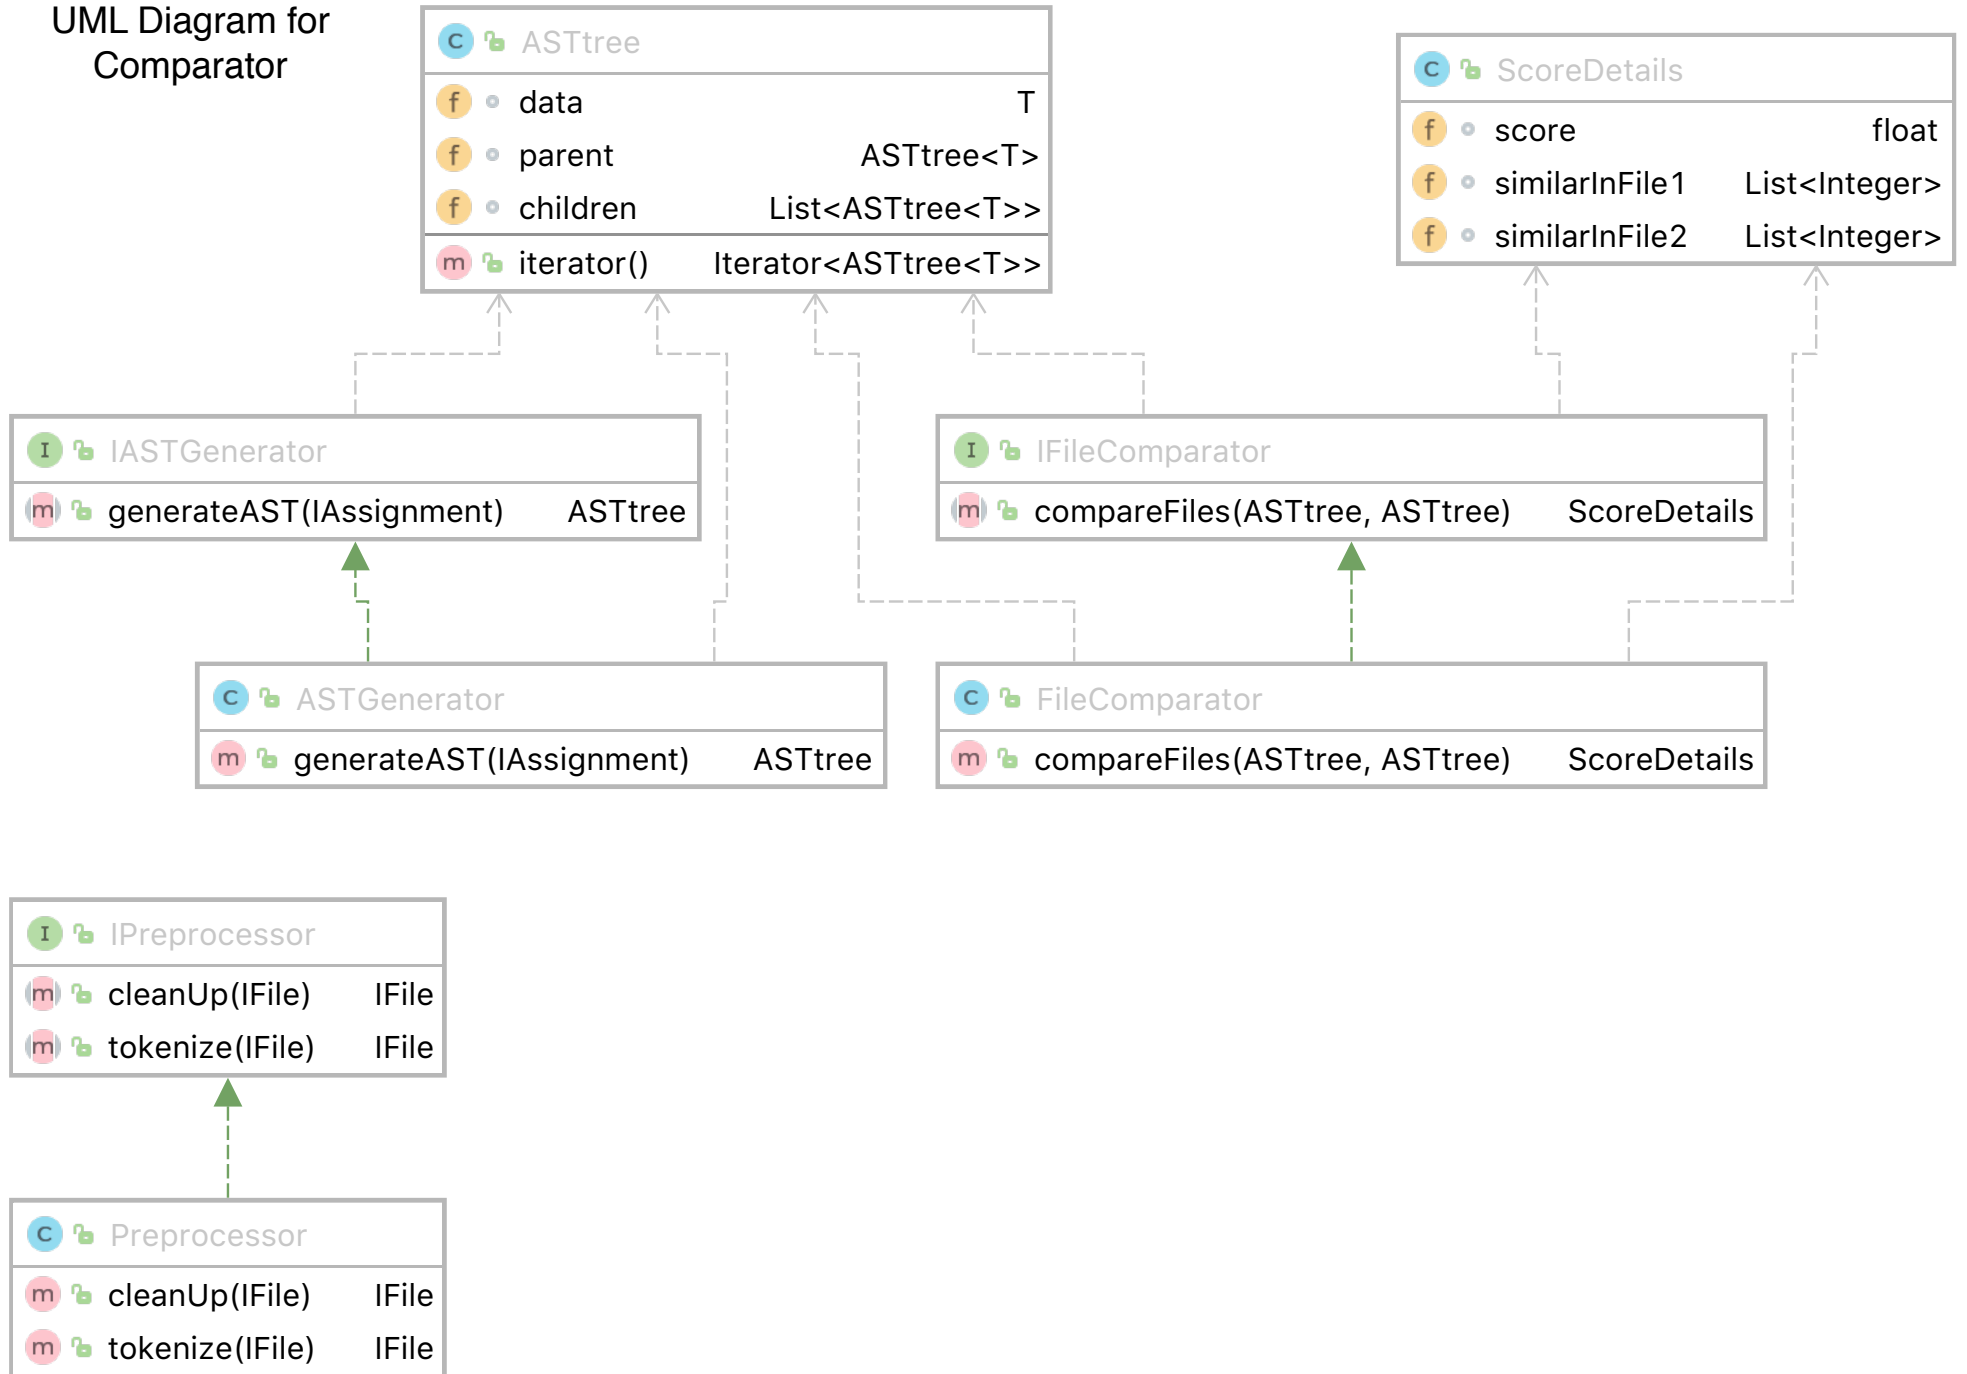 UML Diagram for
Comparator
C ASTtree
f data T
f parent ASTtree<T>
f children List<ASTtree<T>>
m iterator() Iterator<ASTtree<T>>
C ScoreDetails
f score float
f similarInFile1 List<Integer>
f similarInFile2 List<Integer>
I IASTGenerator
m generateAST(IAssignment) ASTtree
I IFileComparator
m compareFiles(ASTtree, ASTtree) ScoreDetails
C ASTGenerator
m generateAST(IAssignment) ASTtree
C FileComparator
m compareFiles(ASTtree, ASTtree) ScoreDetails
I IPreprocessor
m cleanUp(IFile) IFile
m tokenize(IFile) IFile
C Preprocessor
m cleanUp(IFile) IFile
m tokenize(IFile) IFile